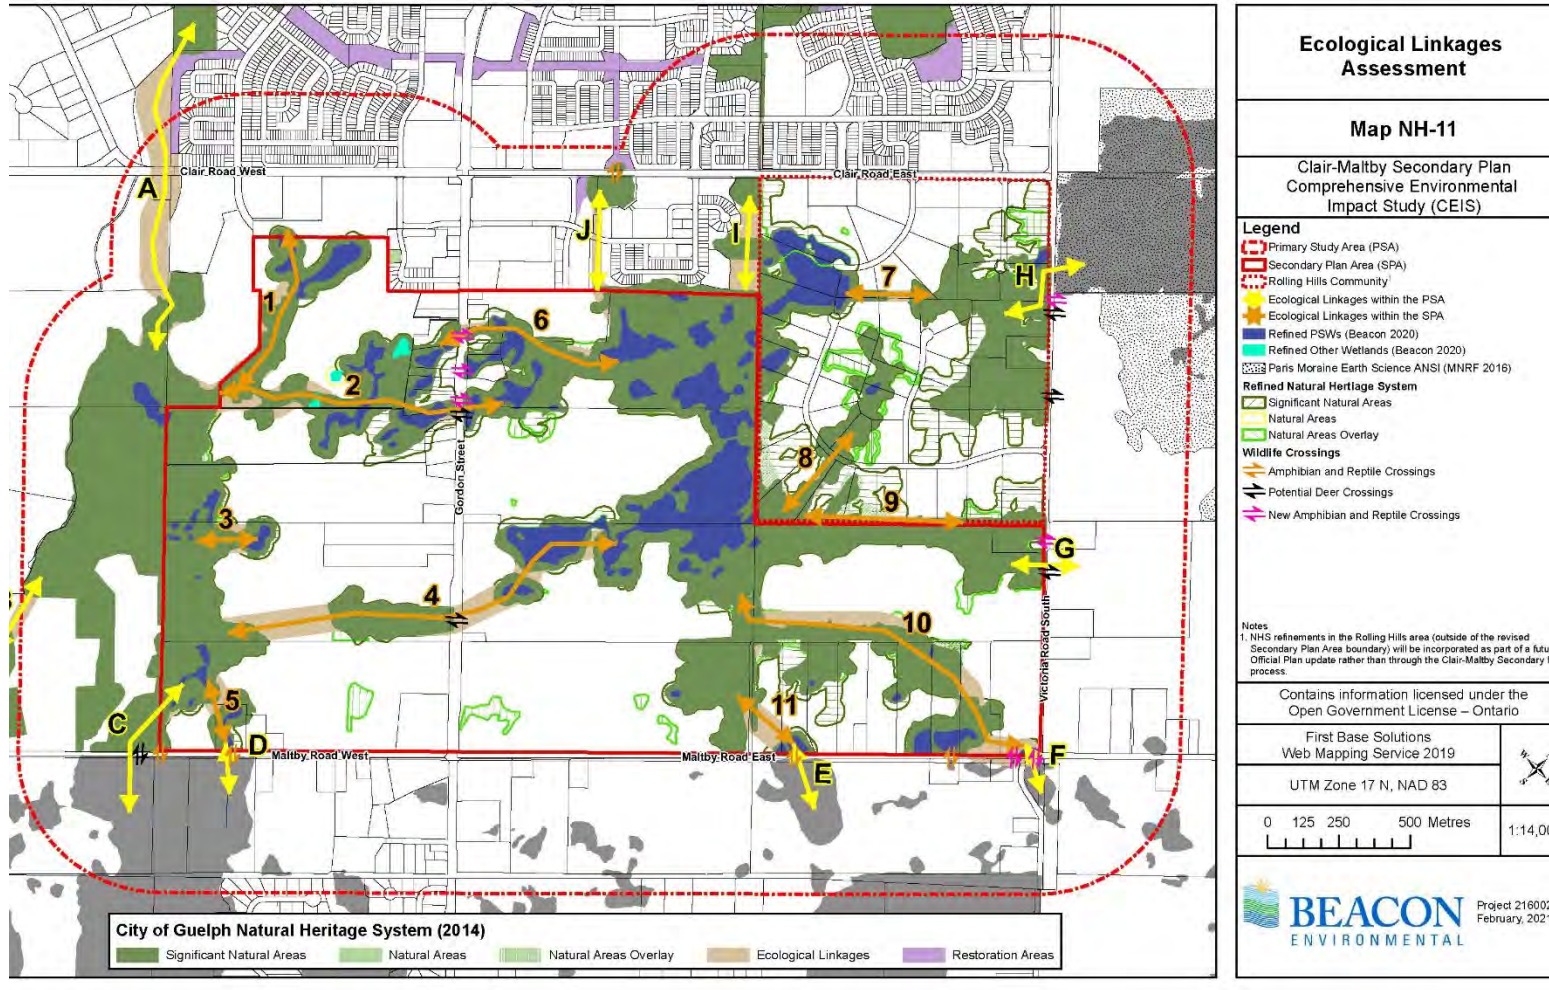 Ecological Linkages
Assessment
Map NH-11
Clair-Maltby Secondary Plan
Comprehensive Environmental
Impact Study (CEIS)
Legend
Primary Study Area (PSA)
Secondary Plan Area (SPA)
Rolling Hills Community1
Ecological Linkages within the PSA
Ecological Linkages within the SPA
Refined PSWs (Beacon 2020)
Refined Other Wetlands (Beacon 2020)
Paris Moraine Earth Science ANSI (MNRF 2016)
Refined Natural Heritage System
Significant Natural Areas
Natural Areas
Natural Areas Overlay
Wildlife Crossings
Amphibian and Reptile Crossings
Potential Deer Crossings
New Amphibian and Reptile Crossings
Notes
1. NHS refinements in the Rolling Hills area (outside of the revised
Secondary Plan Area boundary) will be incorporated as part of a futu
Official Plan update rather than through the Clair-Maltby Secondary
process.
Contains information licensed under the
Open Government License – Ontario
First Base Solutions
Web Mapping Service 2019
UTM Zone 17 N, NAD 83
0 125 250 500 Metres
1:14,00
BEACON
ENVIRONMENTAL
Project 216002
February, 2021
A
Clair Road West
Clair Road East
J
I
H
1
7
6
2
Gordon Street
8
9
3
G
4
10
Victoria Road South
5
C
D
11
Maltby Road West
Maltby Road East
E
F
City of Guelph Natural Heritage System (2014)
Significant Natural Areas
Natural Areas
Natural Areas Overlay
Ecological Linkages
Restoration Areas